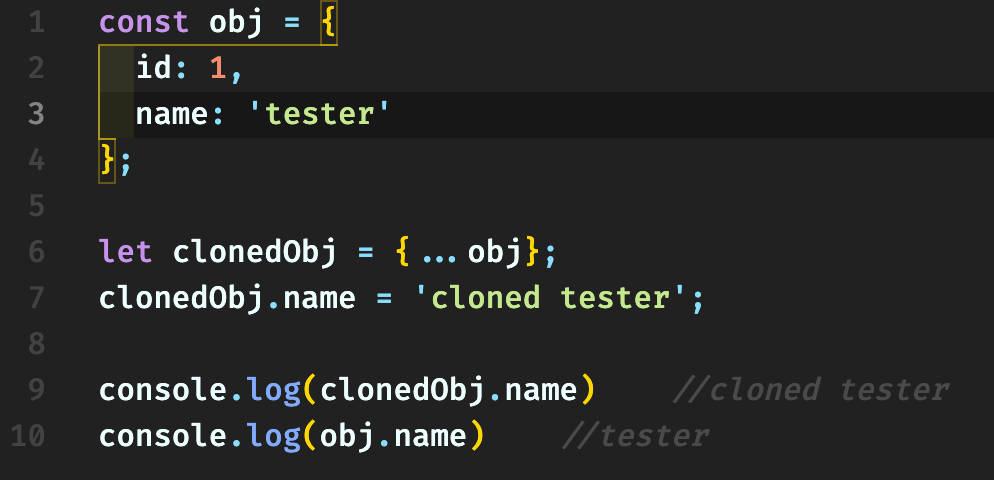 1 const obj = {
2 id: 1,
3 name: 'tester'
4 };
5
6 let clonedObj = {...obj};
7 clonedObj.name = 'cloned tester';
8
9 console.log(clonedObj.name) //cloned tester
10 console.log(obj.name) //tester